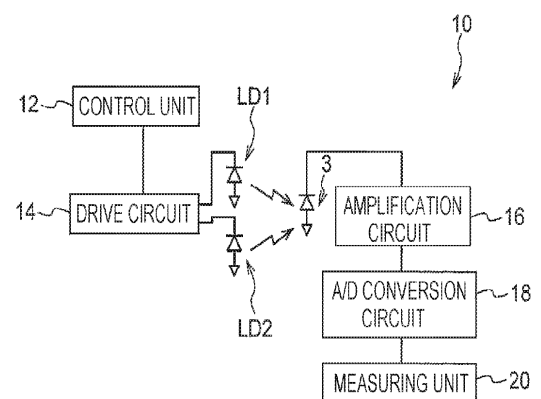 10
12
CONTROL UNIT
LD1
3
14
DRIVE CIRCUIT
AMPLIFICATION
CIRCUIT
16
LD2
A/D CONVERSION
CIRCUIT
18
MEASURING UNIT
20